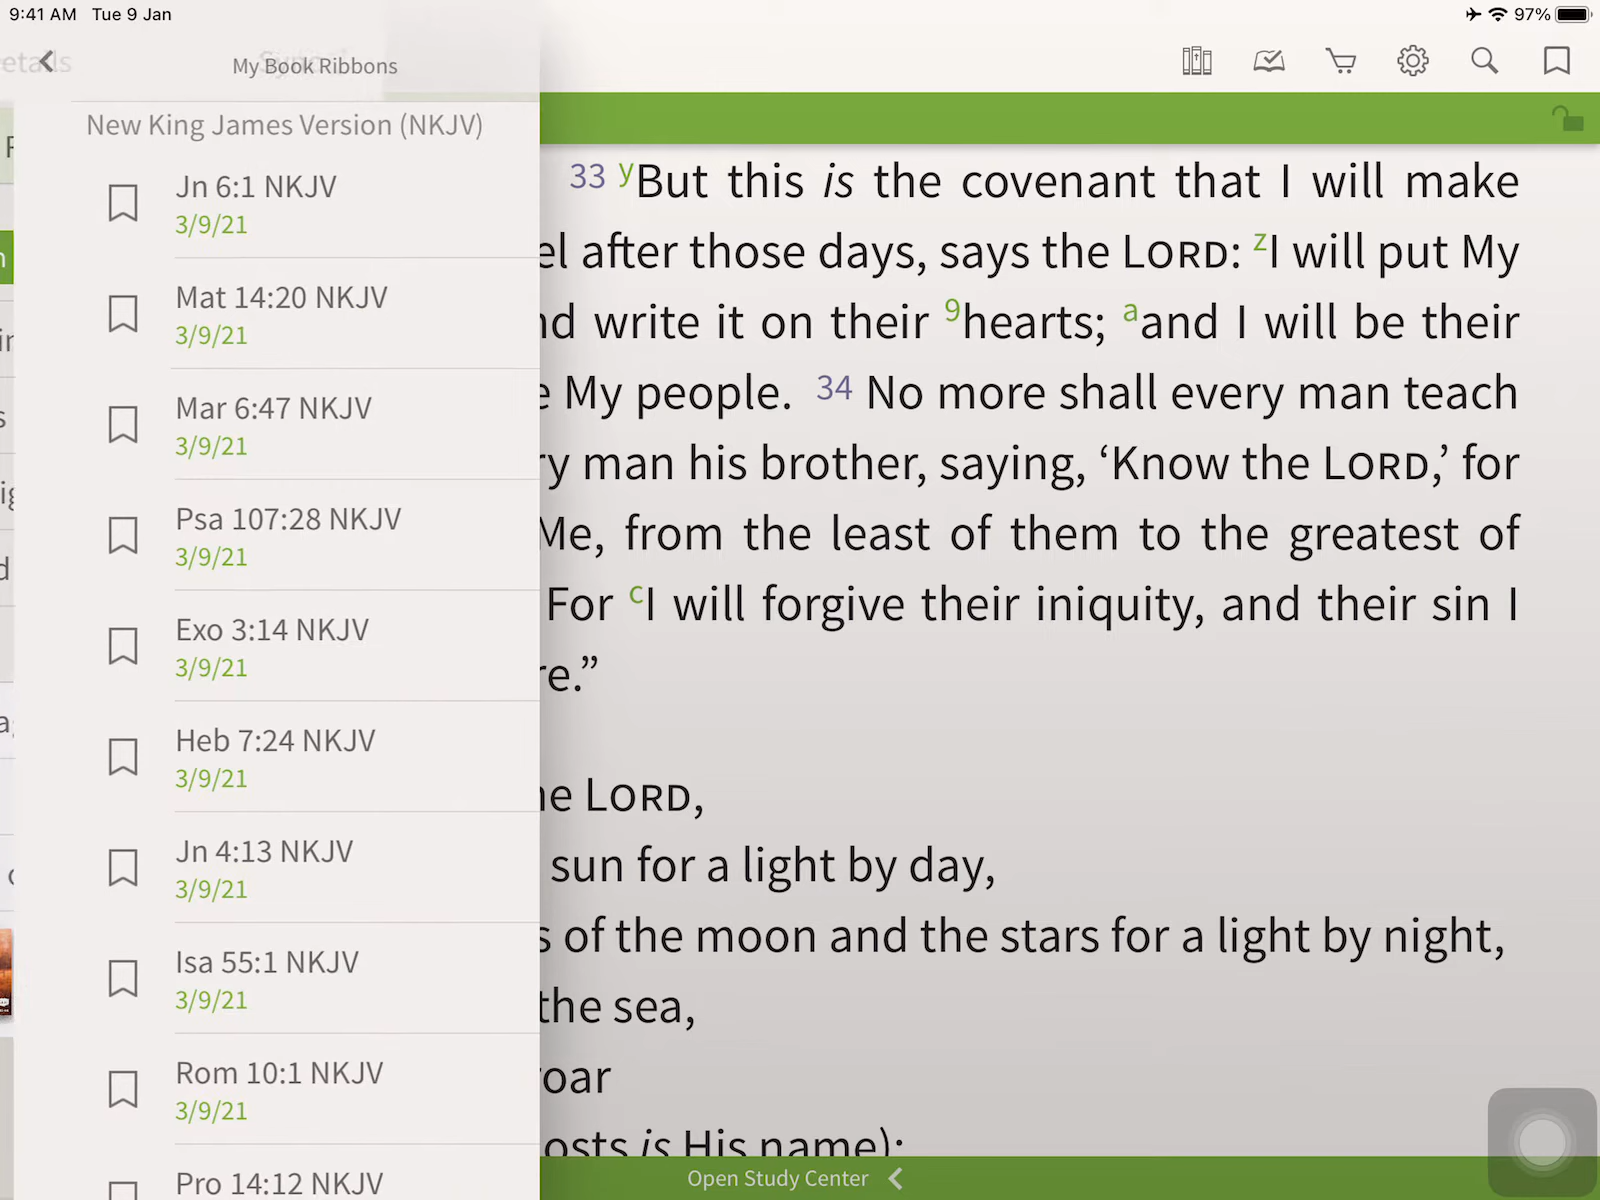 9:41 AM Tue 9 Jan
97%
etails
My Book Ribbons
New King James Version (NKJV)
Jn 6:1 NKJV
3/9/21
Mat 14:20 NKJV
3/9/21
Mar 6:47 NKJV
3/9/21
Psa 107:28 NKJV
3/9/21
Exo 3:14 NKJV
3/9/21
Heb 7:24 NKJV
3/9/21
Jn 4:13 NKJV
3/9/21
Isa 55:1 NKJV
3/9/21
Rom 10:1 NKJV
3/9/21
Pro 14:12 NKJV
33 yBut this is the covenant that I will make
el after those days, says the LORD: zI will put My
nd write it on their 9hearts; aand I will be their
e My people. 34 No more shall every man teach
ry man his brother, saying, ‘Know the LORD,’ for
Me, from the least of them to the greatest of
For cI will forgive their iniquity, and their sin I
re.”
he LORD,
sun for a light by day,
s of the moon and the stars for a light by night,
the sea,
roar
osts is His name):
Open Study Center